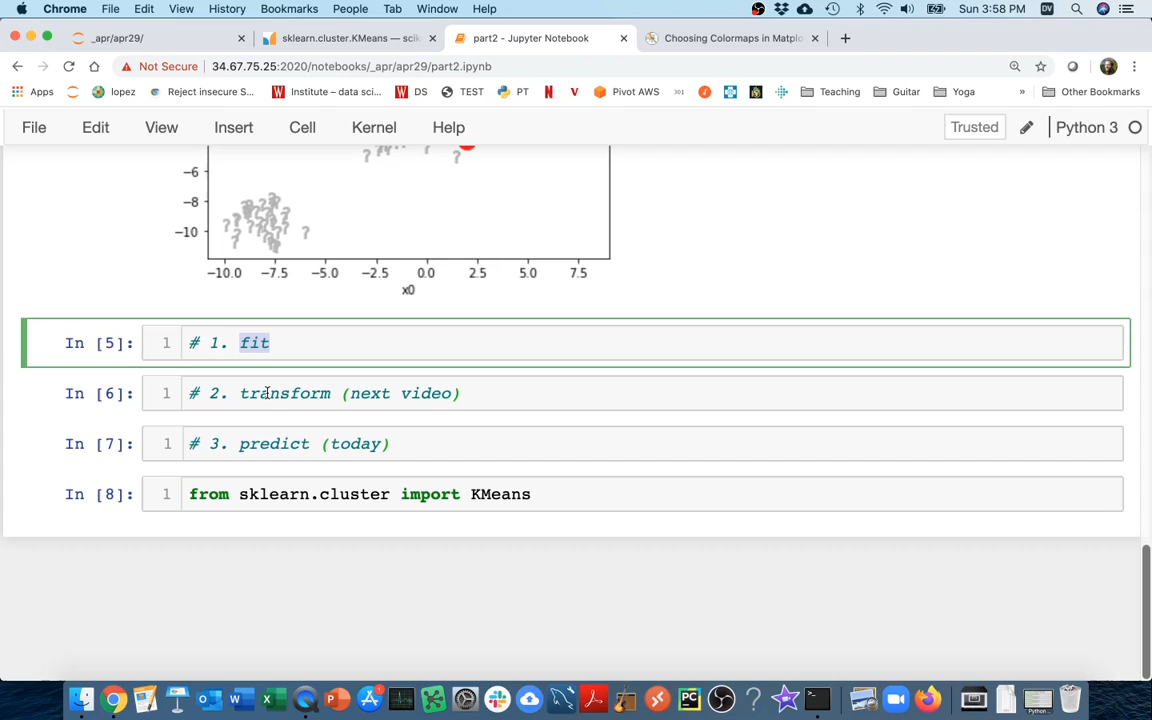 Chrome File Edit View History Bookmarks People Tab Window Help DV Sun 3:58 PM
_apr/apr29/ sklearn.cluster.KMeans — scik part2 - Jupyter Notebook Choosing Colormaps in Matplo
Not Secure 34.67.75.25:2020/notebooks/_apr/apr29/part2.ipynb
Apps lopez Reject insecure S... Institute – data sci... DS TEST PT Pivot AWS 301 Teaching Guitar Yoga » Other Bookmarks
File Edit View Insert Cell Kernel Help Trusted Python 3
−6
−8
−10
−10.0 −7.5 −5.0 −2.5 0.0 2.5 5.0 7.5
x0
In [5]: 1 # 1. fit
In [6]: 1 # 2. transform (next video)
In [7]: 1 # 3. predict (today)
In [8]: 1 from sklearn.cluster import KMeans